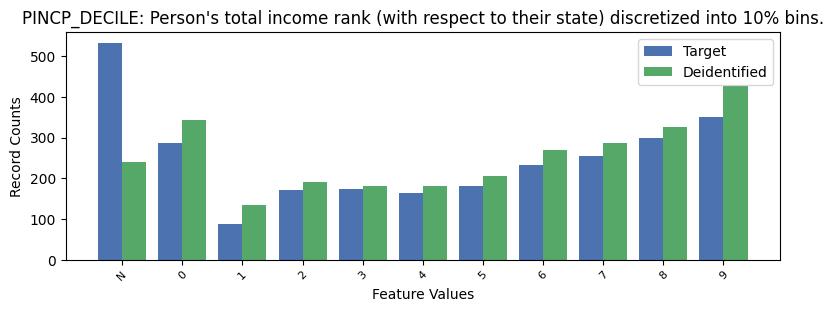 PINCP_DECILE: Person's total income rank (with respect to their state) discretized into 10% bins.
Target
Deidentified
Record Counts
500
400
300
200
100
0
N 0 1 2 3 4 5 6 7 8 9
Feature Values